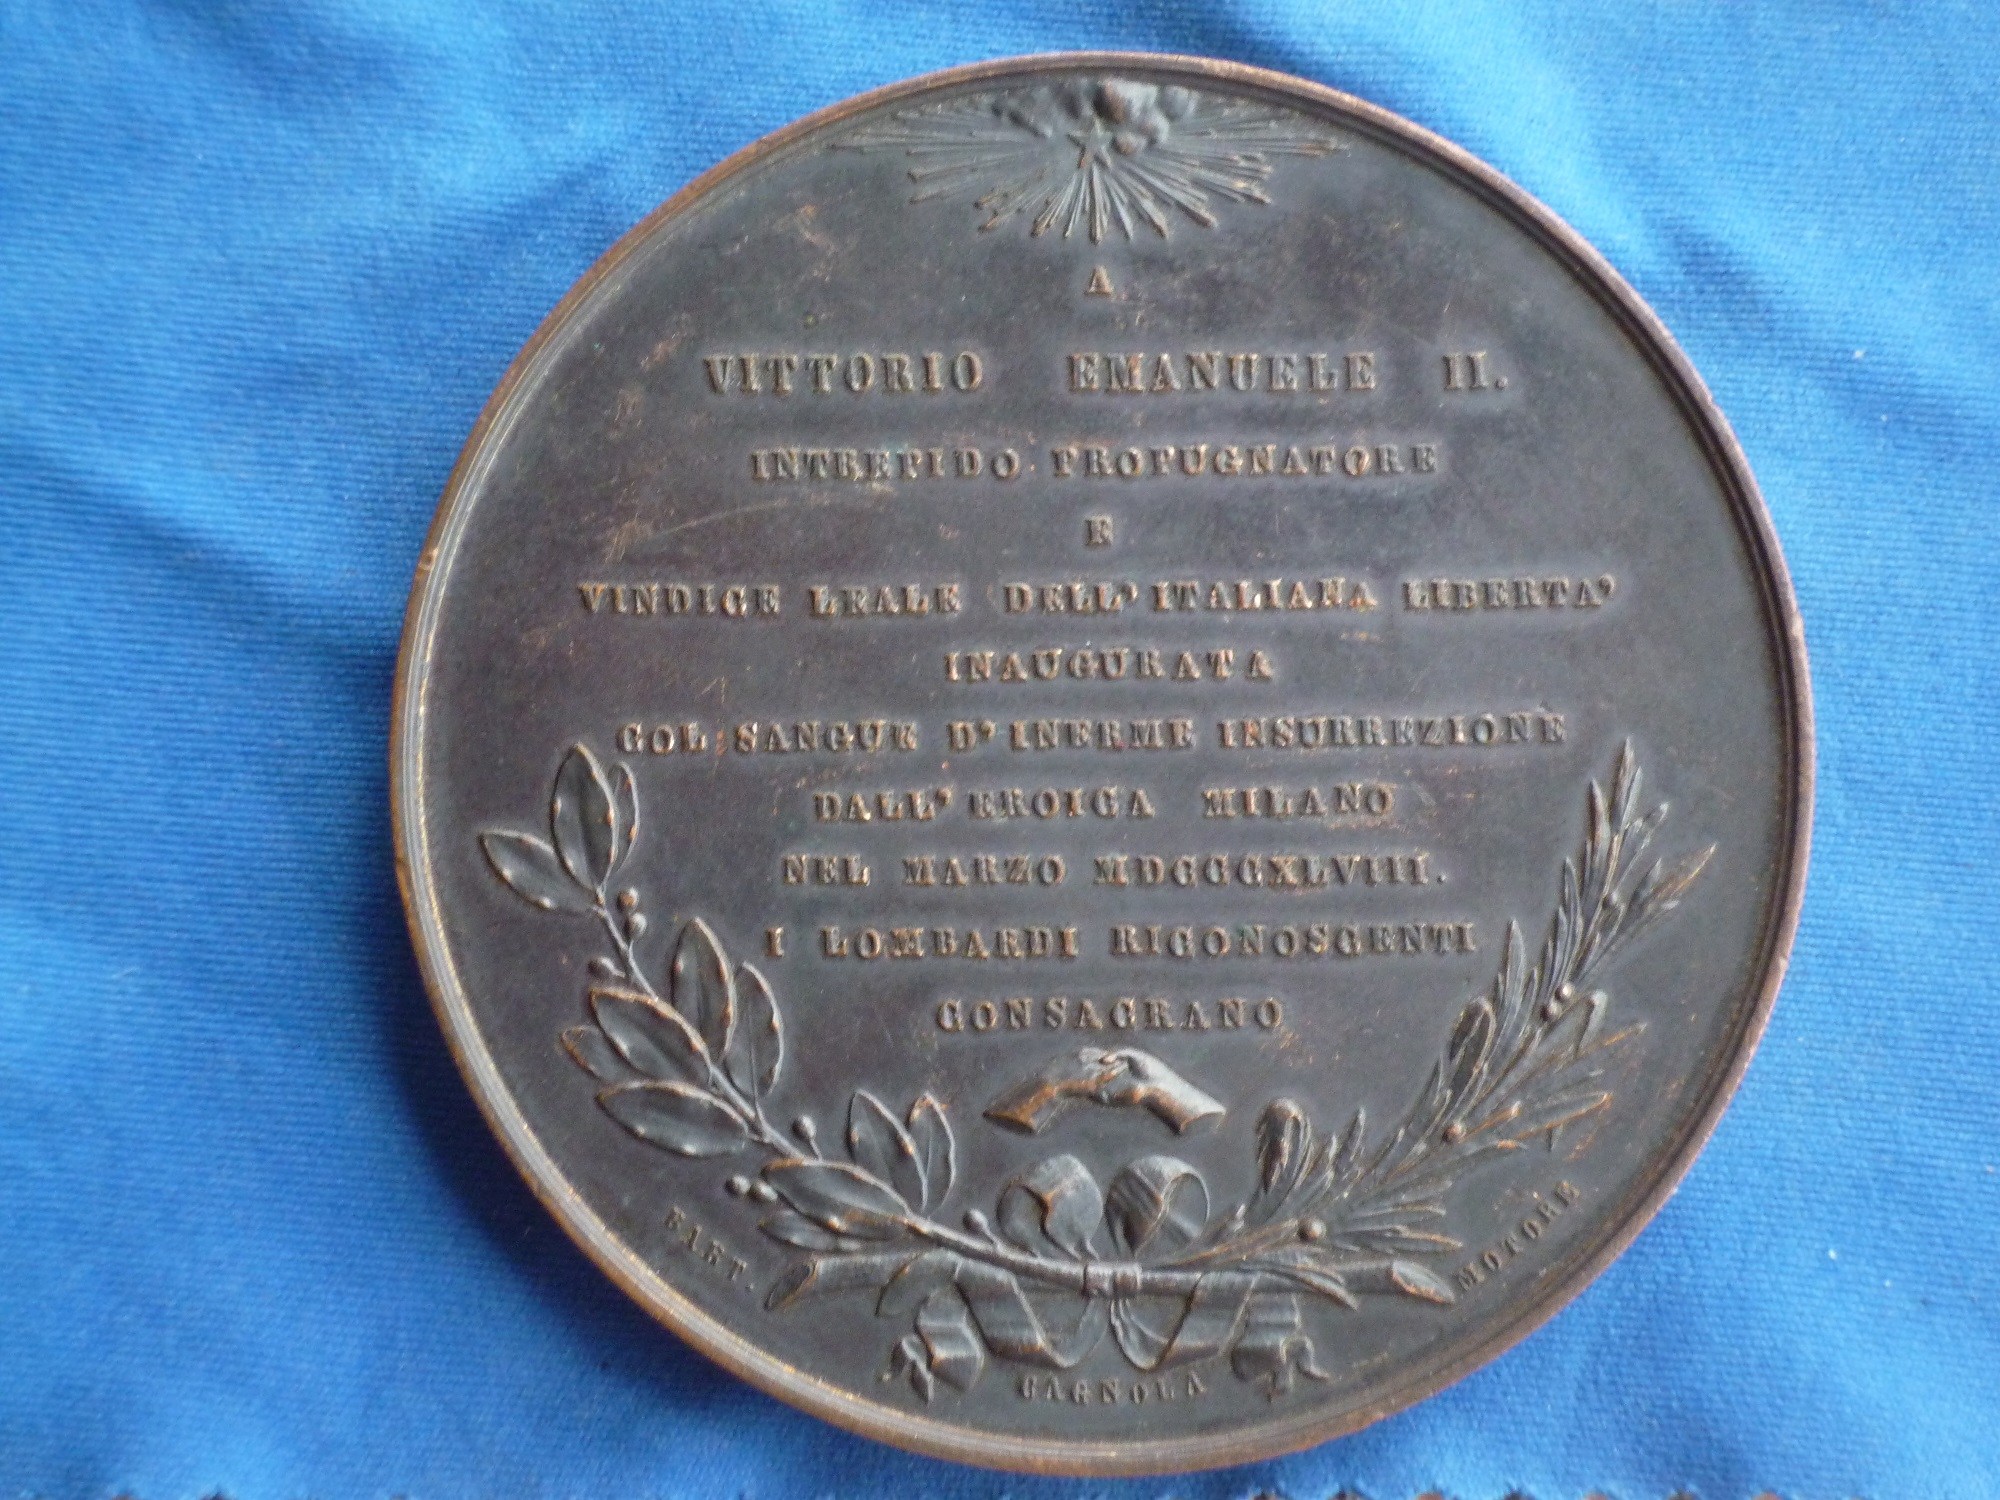 A
VITTORIO EMANUELE II.
INTREPIDO PROPUGNATORE
E
VINDICE LEALE DELL'ITALIANA LIBERTA'
INAUGURATA
COL SANGUE D'INERME INSURREZIONE
DALL'EROICA MILANO
NEL MARZO MDCCCXLVIII.
I LOMBARDI RICONOSCENTI
CONSACRANO
BART. CAGNOLA MOTORE